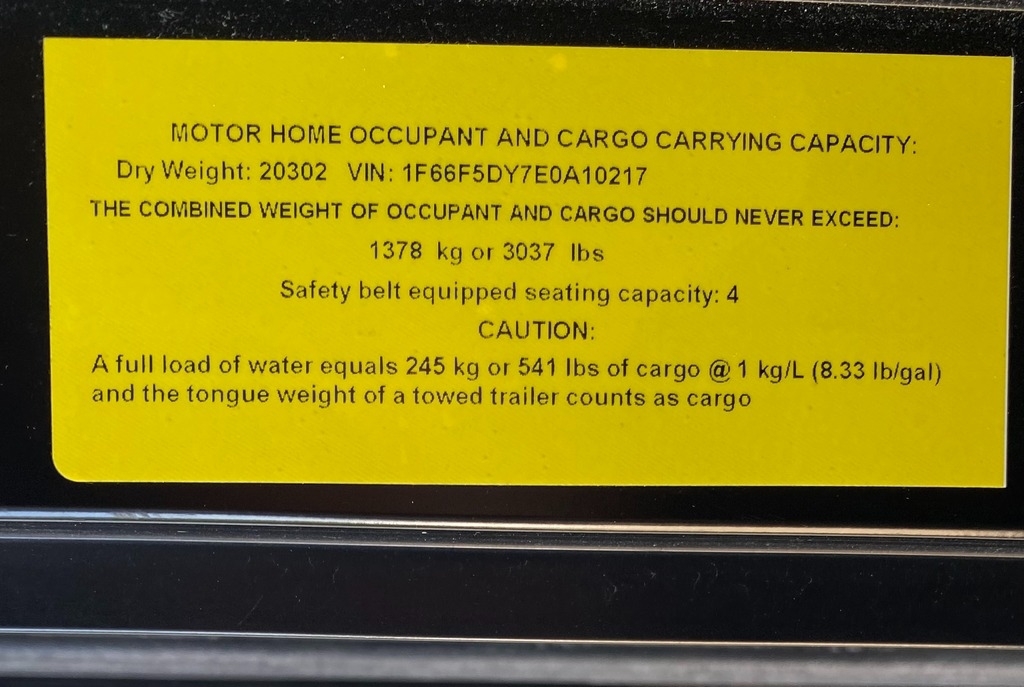 MOTOR HOME OCCUPANT AND CARGO CARRYING CAPACITY:
Dry Weight: 20302 VIN: 1F66F5DY7E0A10217
THE COMBINED WEIGHT OF OCCUPANT AND CARGO SHOULD NEVER EXCEED:
1378 kg or 3037 lbs
Safety belt equipped seating capacity: 4
CAUTION:
A full load of water equals 245 kg or 541 lbs of cargo @ 1 kg/L (8.33 lb/gal)
and the tongue weight of a towed trailer counts as cargo